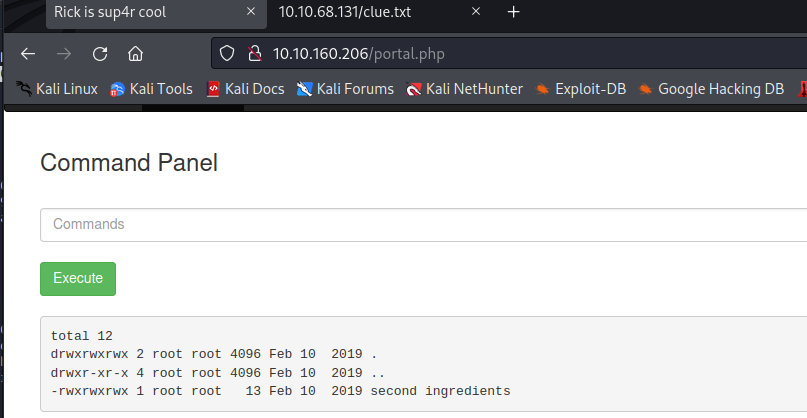 Rick is sup4r cool × 10.10.68.131/clue.txt × +
10.10.160.206/portal.php
Kali Linux Kali Tools Kali Docs Kali Forums Kali NetHunter Exploit-DB Google Hacking DB
Command Panel
Commands
Execute
total 12
drwxrwxrwx 2 root root 4096 Feb 10  2019 .
drwxr-xr-x 4 root root 4096 Feb 10  2019 ..
-rwxrwxrwx 1 root root   13 Feb 10  2019 second ingredients